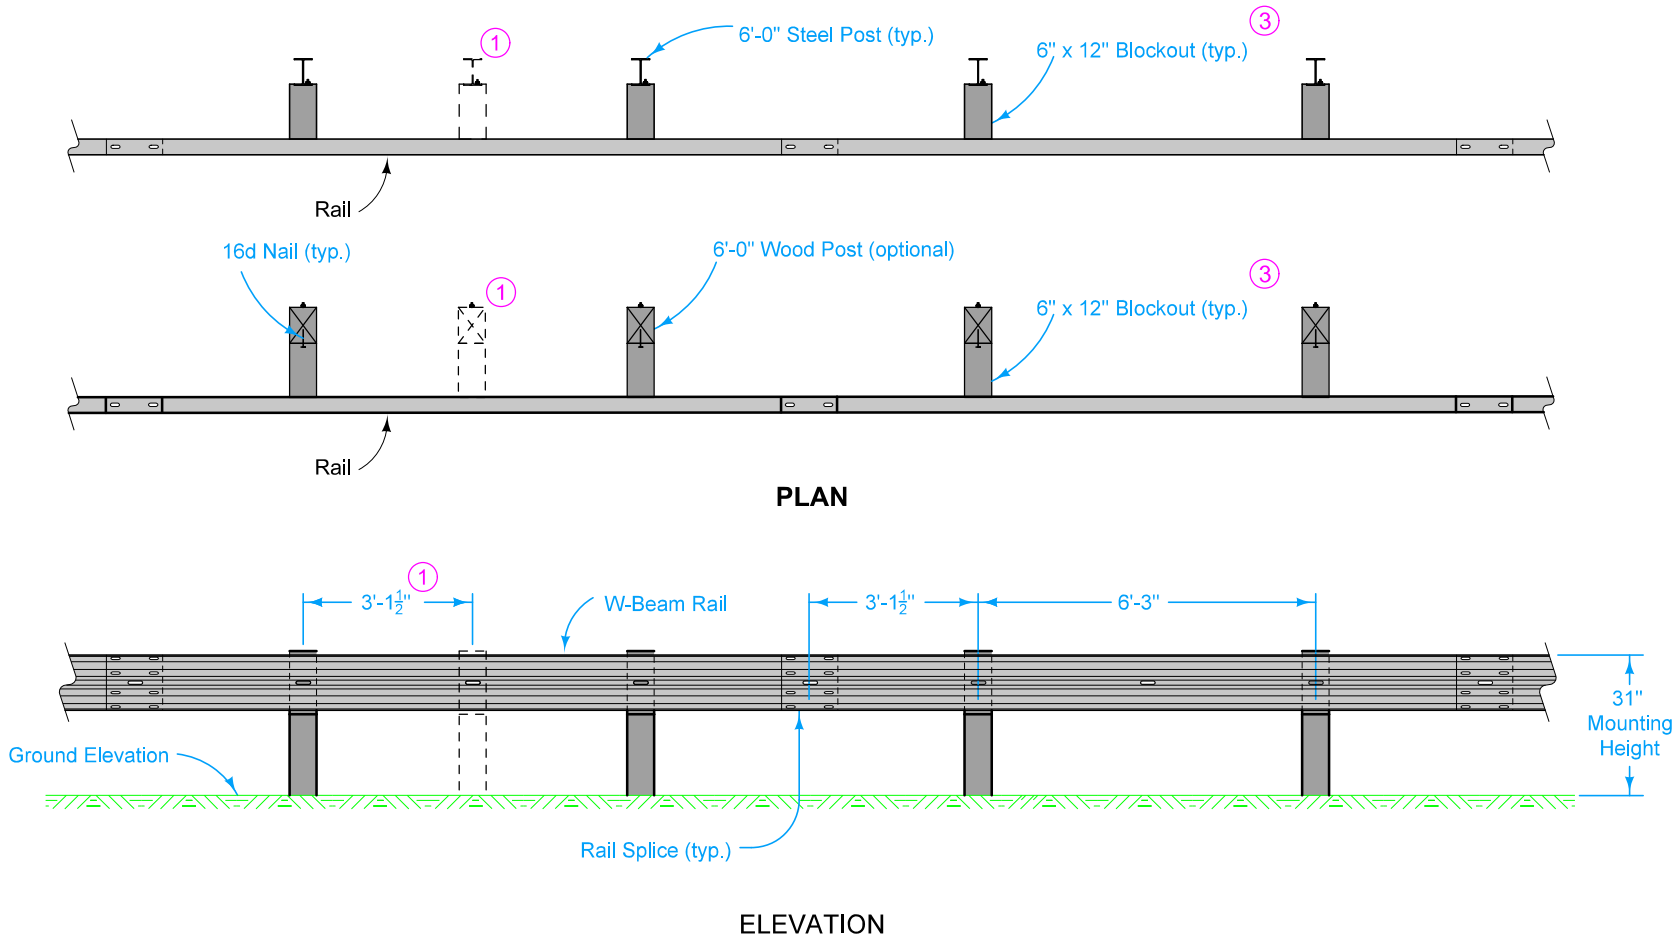 3
1
6'-0" Steel Post (typ.)
6" x 12" Blockout (typ.)
Rail
16d Nail (typ.)
6'-0" Wood Post (optional)
3
1
6" x 12" Blockout (typ.)
Rail
PLAN
1
3'-1½"
W-Beam Rail
3'-1½"
6'-3"
31"
Mounting
Height
Ground Elevation
Rail Splice (typ.)
ELEVATION